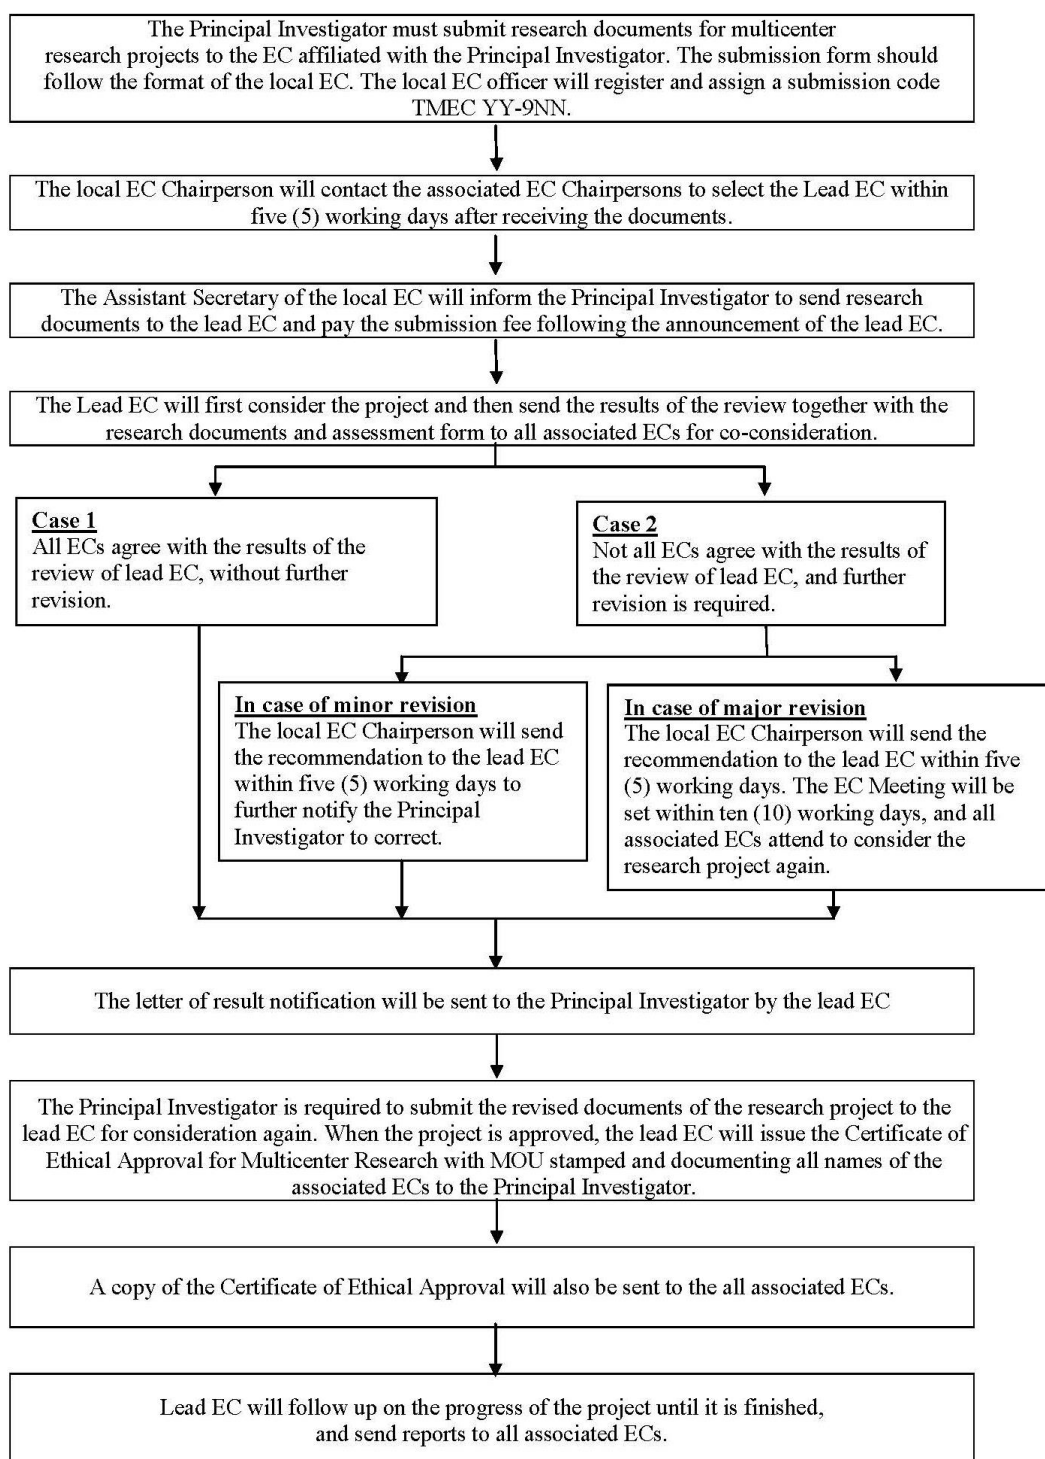 The Principal Investigator must submit research documents for multicenter
research projects to the EC affiliated with the Principal Investigator. The submission form should
follow the format of the local EC. The local EC officer will register and assign a submission code
TMEC YY-9NN.
The local EC Chairperson will contact the associated EC Chairpersons to select the Lead EC within
five (5) working days after receiving the documents.
The Assistant Secretary of the local EC will inform the Principal Investigator to send research
documents to the lead EC and pay the submission fee following the announcement of the lead EC.
The Lead EC will first consider the project and then send the results of the review together with the
research documents and assessment form to all associated ECs for co-consideration.
Case 1
All ECs agree with the results of the
review of lead EC, without further
revision.
Case 2
Not all ECs agree with the results of
the review of lead EC, and further
revision is required.
In case of minor revision
The local EC Chairperson will send
the recommendation to the lead EC
within five (5) working days to
further notify the Principal
Investigator to correct.
In case of major revision
The local EC Chairperson will send the
recommendation to the lead EC within five
(5) working days. The EC Meeting will be
set within ten (10) working days, and all
associated ECs attend to consider the
research project again.
The letter of result notification will be sent to the Principal Investigator by the lead EC
The Principal Investigator is required to submit the revised documents of the research project to the
lead EC for consideration again. When the project is approved, the lead EC will issue the Certificate of
Ethical Approval for Multicenter Research with MOU stamped and documenting all names of the
associated ECs to the Principal Investigator.
A copy of the Certificate of Ethical Approval will also be sent to the all associated ECs.
Lead EC will follow up on the progress of the project until it is finished,
and send reports to all associated ECs.